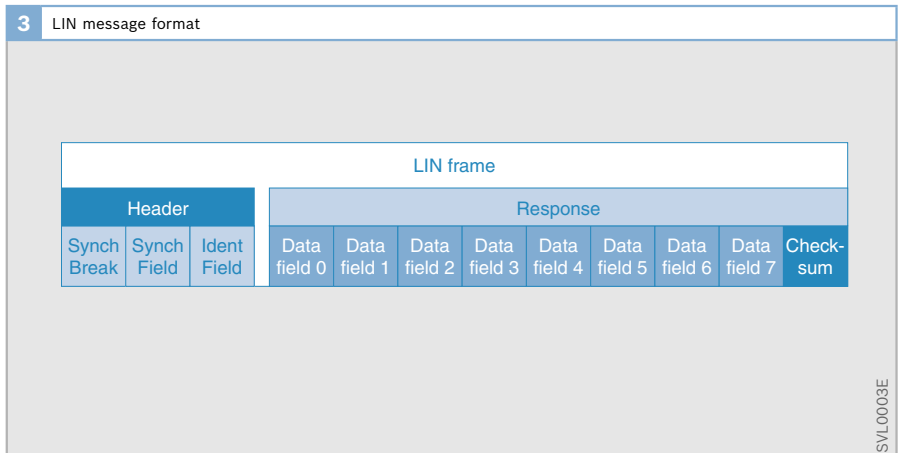 3 LIN message format
LIN frame
Header
Response
Synch Break
Synch Field
Ident Field
Data field 0
Data field 1
Data field 2
Data field 3
Data field 4
Data field 5
Data field 6
Data field 7
Check-
sum
SVL0003E